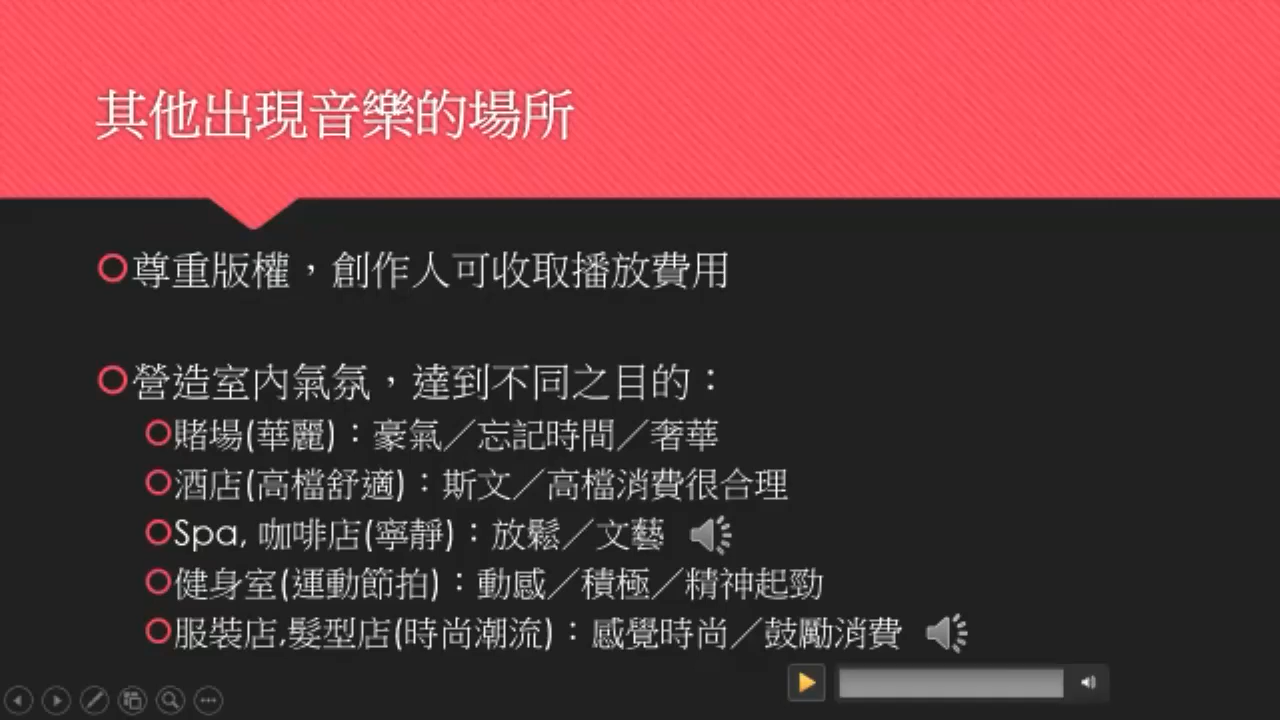 其他出現音樂的場所
尊重版權，創作人可收取播放費用
營造室內氣氛，達到不同之目的：
賭場(華麗)：豪氣／忘記時間／奢華
酒店(高檔舒適)：斯文／高檔消費很合理
Spa, 咖啡店(寧靜)：放鬆／文藝
健身室(運動節拍)：動感／積極／精神起勁
服裝店,髮型店(時尚潮流)：感覺時尚／鼓勵消費